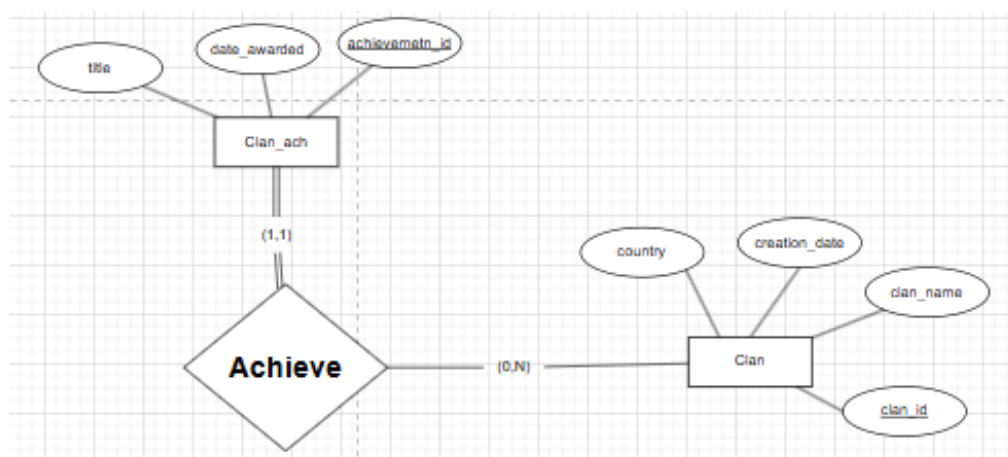 title
date_awarded
achievemetn_id
Clan_ach
(1,1)
country
creation_date
clan_name
Achieve
(0,N)
Clan
clan_id